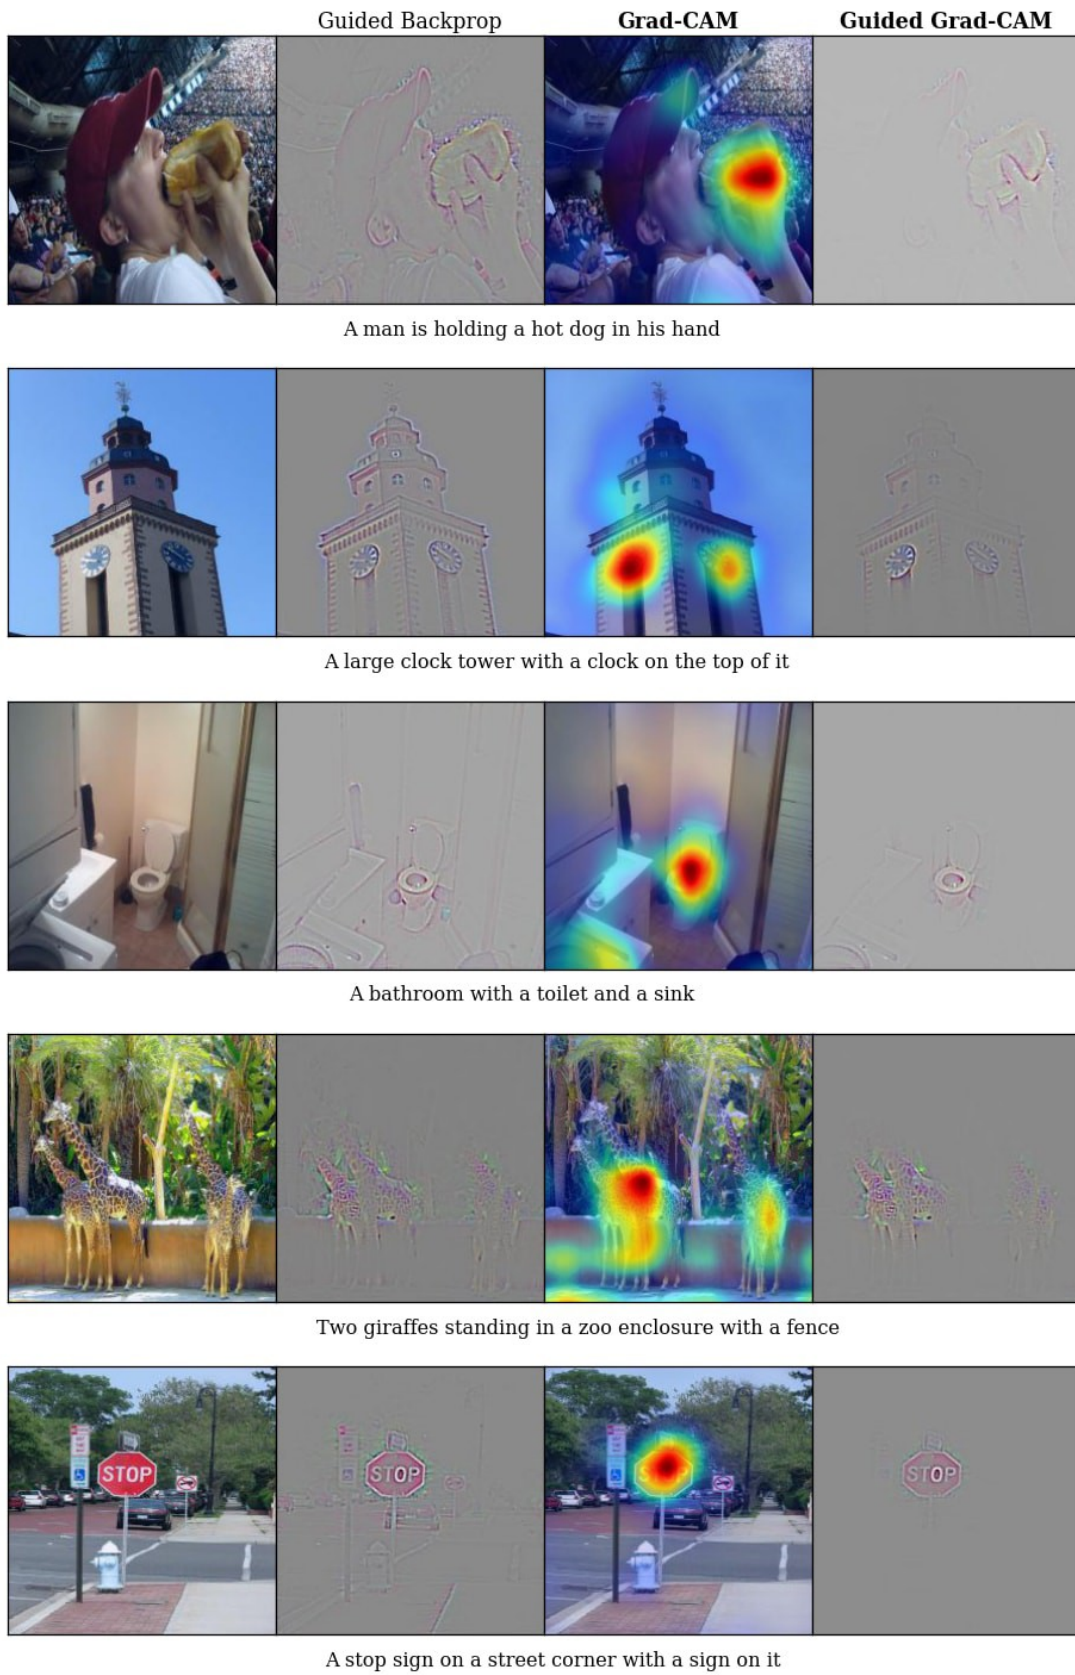 Guided Backprop Grad-CAM Guided Grad-CAM
A man is holding a hot dog in his hand
A large clock tower with a clock on the top of it
A bathroom with a toilet and a sink
Two giraffes standing in a zoo enclosure with a fence
STOP STOP STOP STOP
A stop sign on a street corner with a sign on it